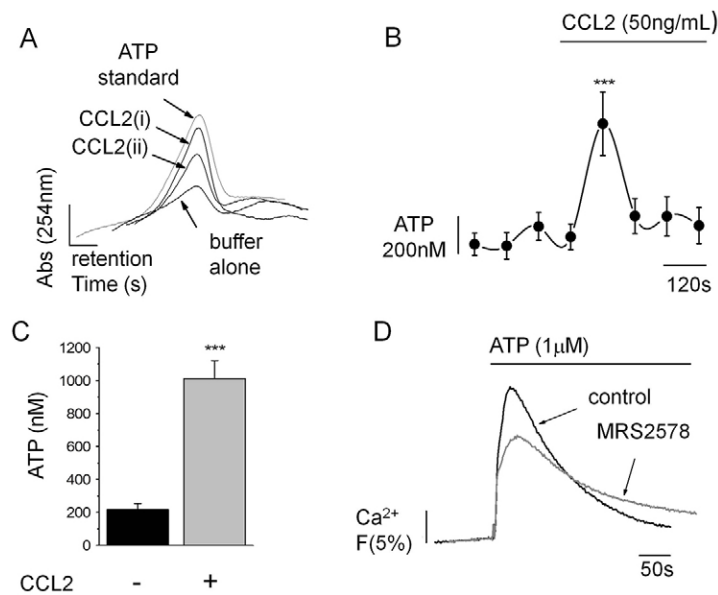 A
ATP
standard
CCL2(i)
CCL2(ii)
Abs (254nm)
retention
Time (s)
buffer
alone
B
CCL2 (50ng/mL)
***
ATP
200nM
120s
C
ATP (nM)
1200
1000
800
600
400
200
0
***
CCL2 - +
D
ATP (1µM)
control
MRS2578
Ca²⁺
F(5%)
50s